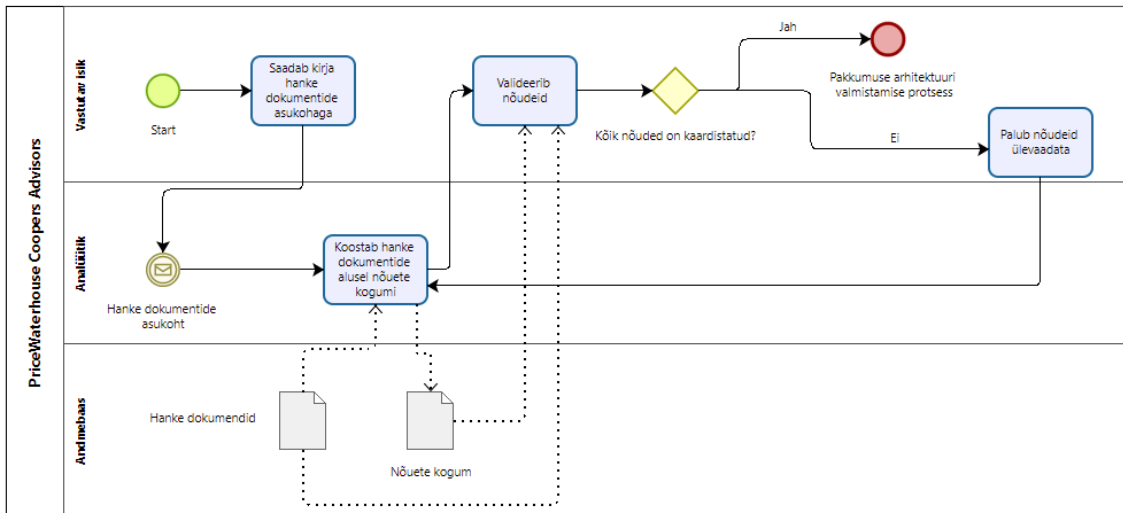 PriceWaterhouse Coopers Advisors
Vastutav isik
Start
Saadab kirja
hanke
dokumentide
asukohaga
Valideerib
nõudeid
Kõik nõuded on kaardistatud?
Jah
Pakkumuse arhitektuuri
valmistamise protsess
Ei
Palub nõudeid
ülevaadata
Analüütik
Hanke dokumentide
asukoht
Koostab hanke
dokumentide
alusel nõuete
kogumi
Andmebaas
Hanke dokumendid
Nõuete kogum